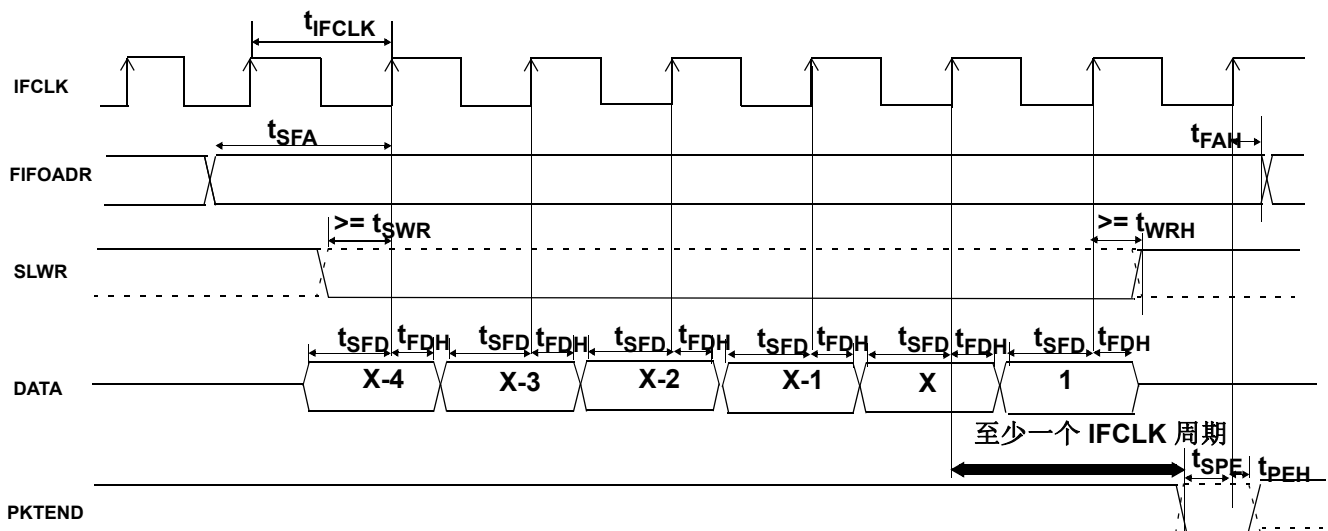 tIFCLK
IFCLK
tSFA
tFAH
FIFOADR
>= tSWR
>= tWRH
SLWR
tSFD tFDH tSFD tFDH tSFD tFDH tSFD tFDH tSFD tFDH tSFD tFDH
DATA X-4 X-3 X-2 X-1 X 1
至少一个 IFCLK 周期
tSPE tPEH
PKTEND